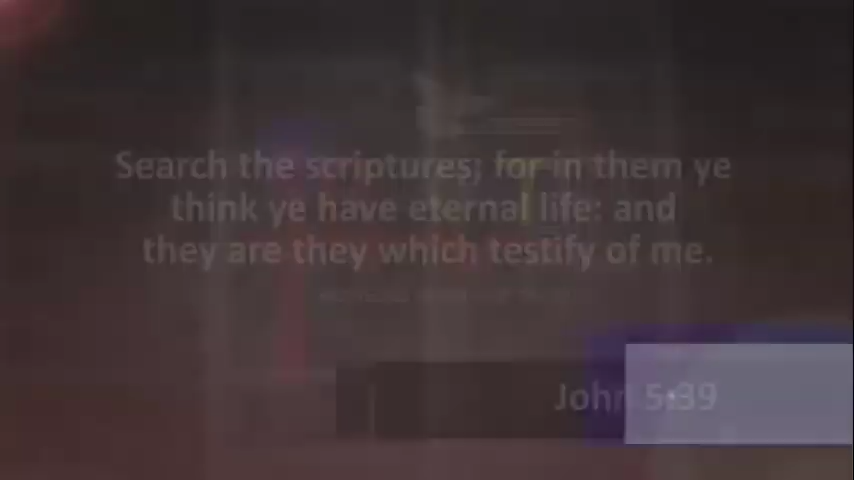 Search the scriptures; for in them ye
think ye have eternal life: and
they are they which testify of me.
John 5:39